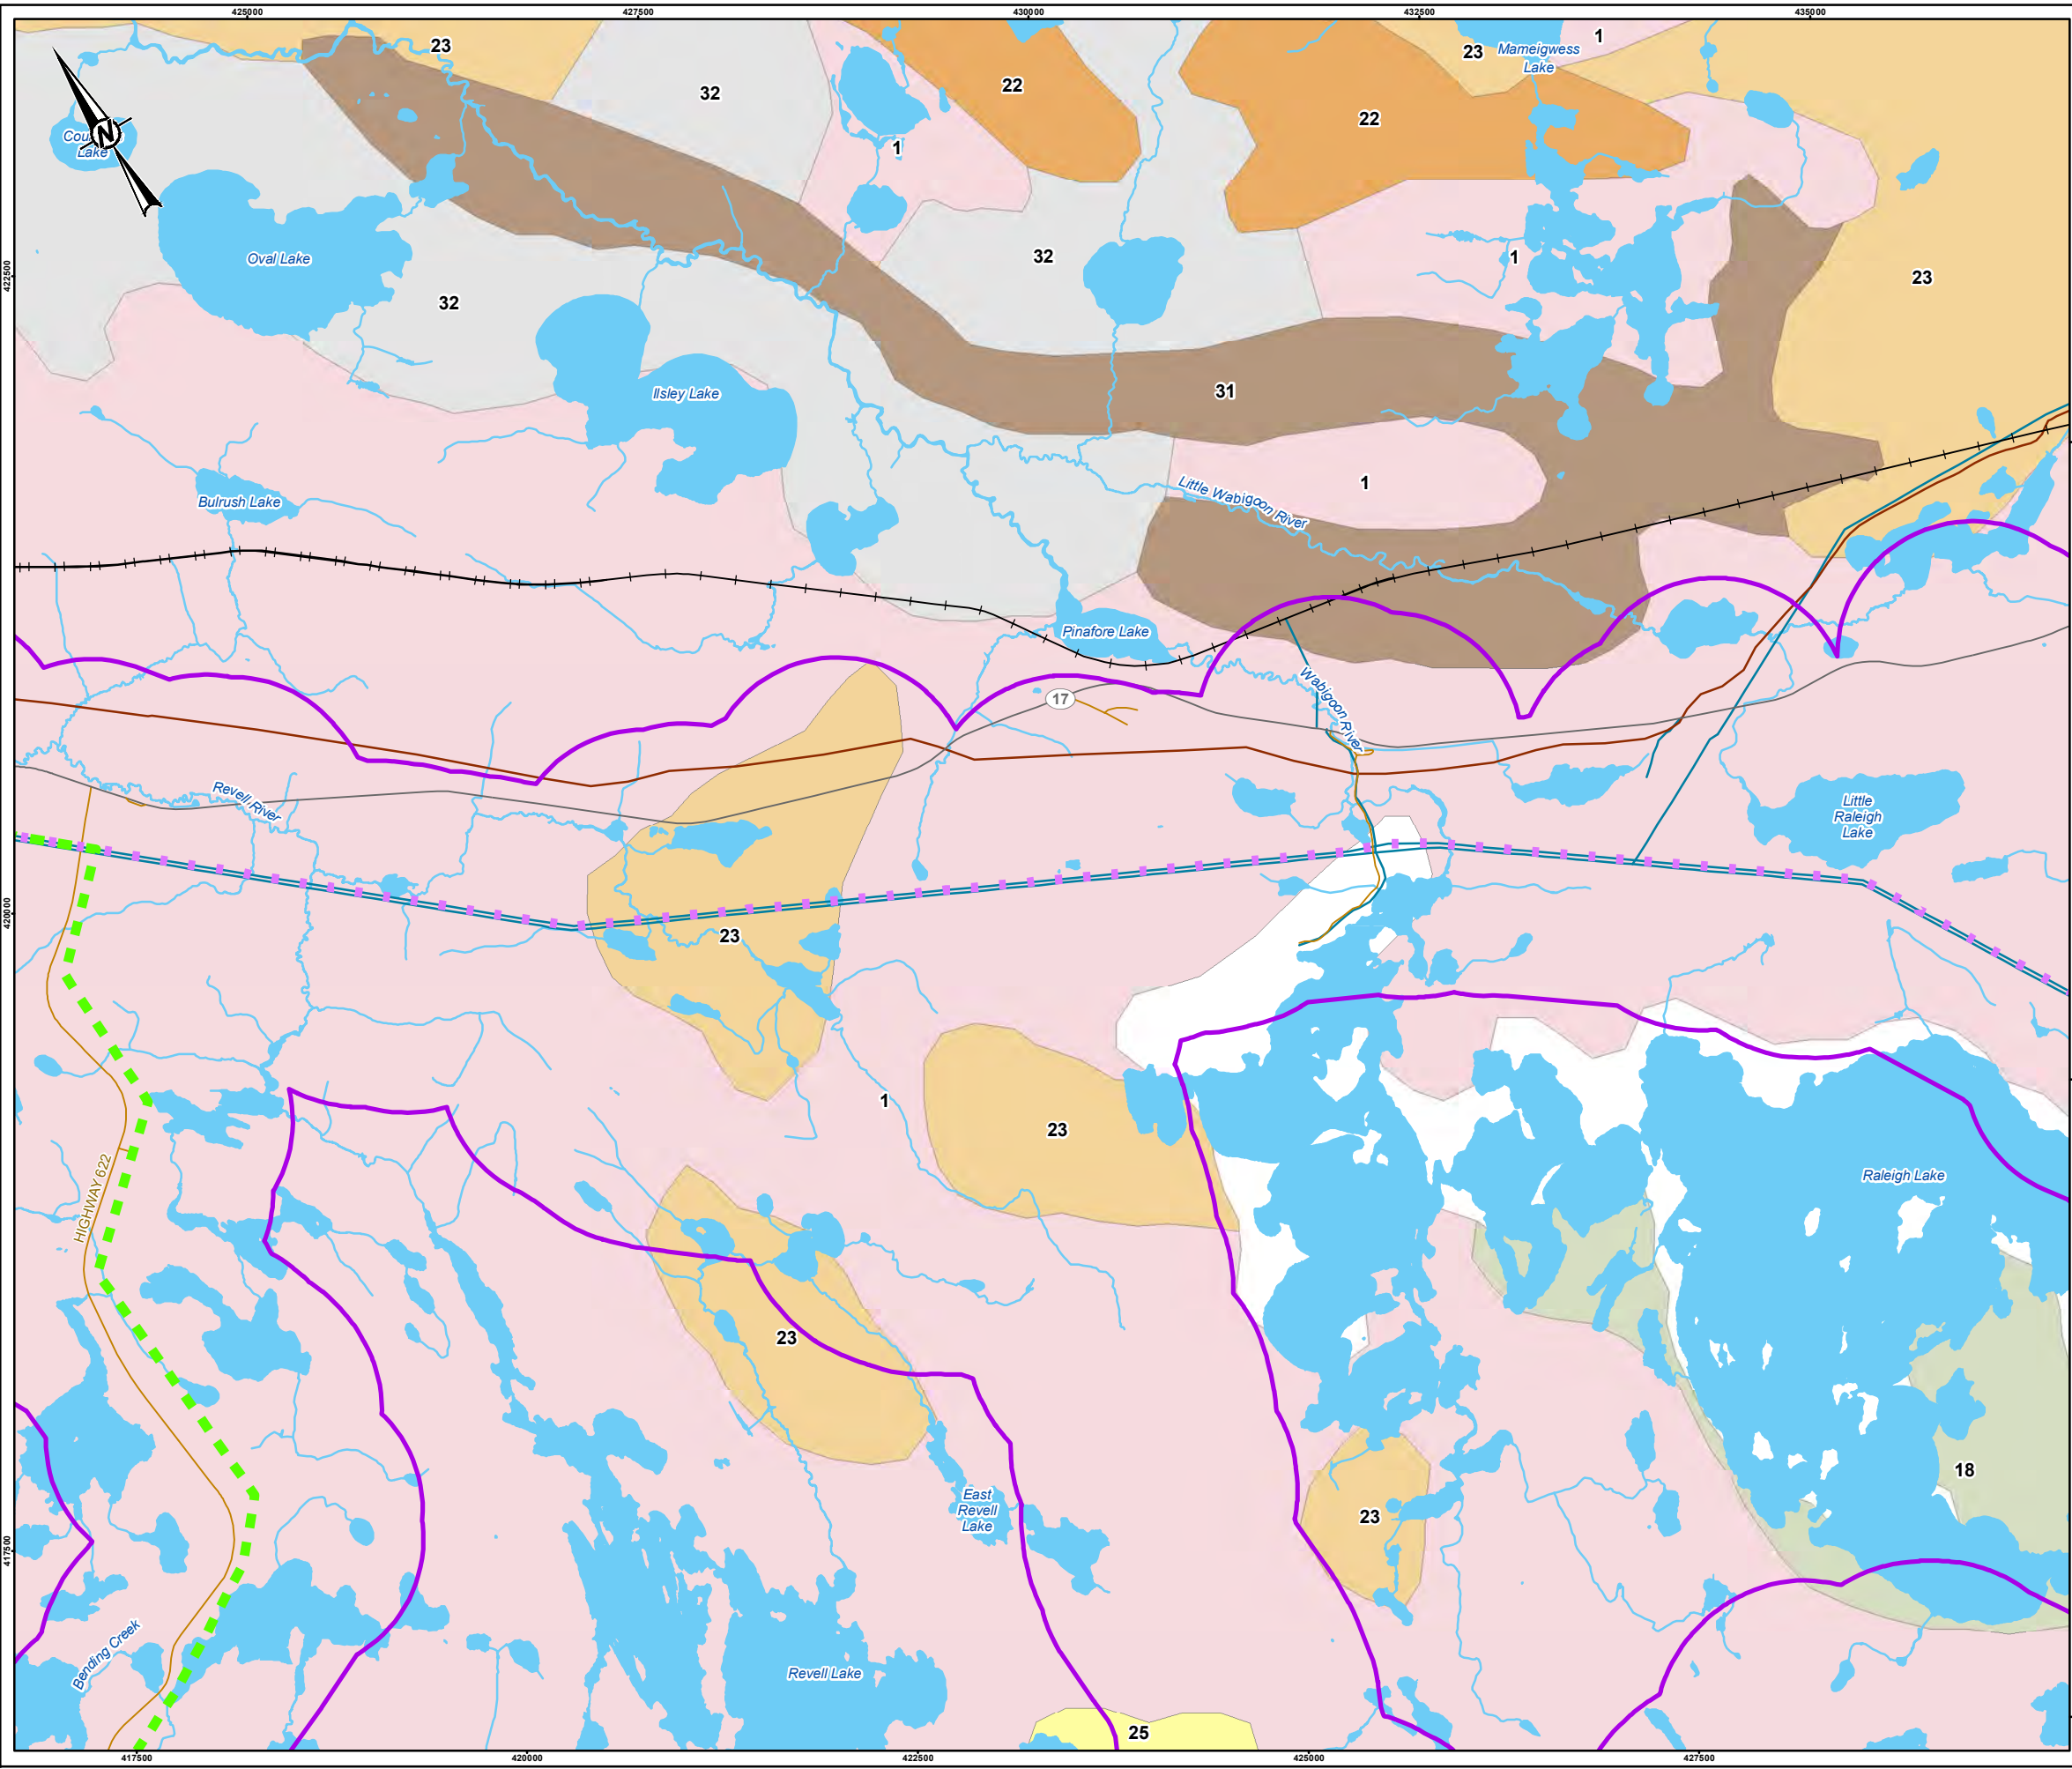 425000
427500
430000
432500
435000
23
1
23
Mameigwess
Lake
32
22
22
N
Lake
1
Oval Lake
32
1
23
422500
32
Ilsley Lake
31
Bulrush Lake
1
Little Wabigoon River
Pinafore Lake
17
Wabigoon River
Revell River
Little
Raleigh
Lake
420000
23
1
23
HIGHWAY 622
Raleigh Lake
23
18
East
Revell
Lake
23
417500
Bending Creek
Revell Lake
25
417500
420000
422500
425000
427500